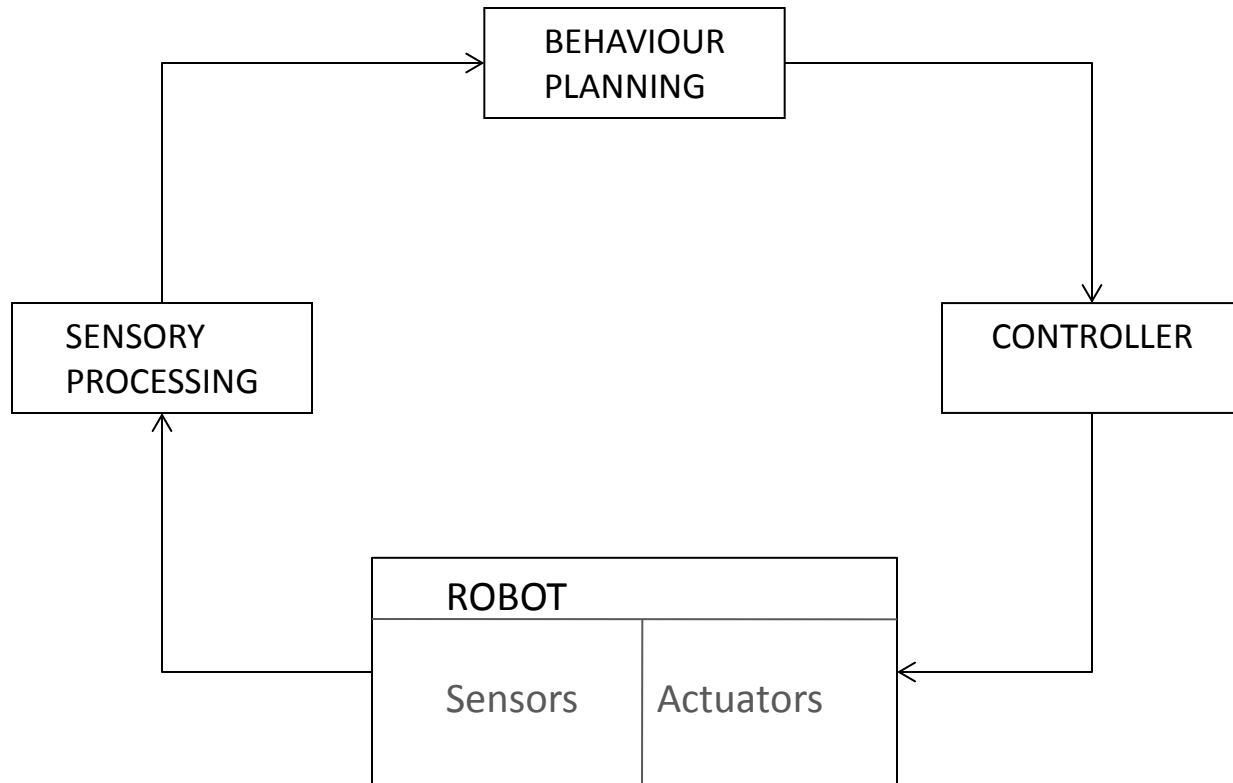 BEHAVIOUR
PLANNING
SENSORY
PROCESSING
CONTROLLER
ROBOT
Sensors
Actuators